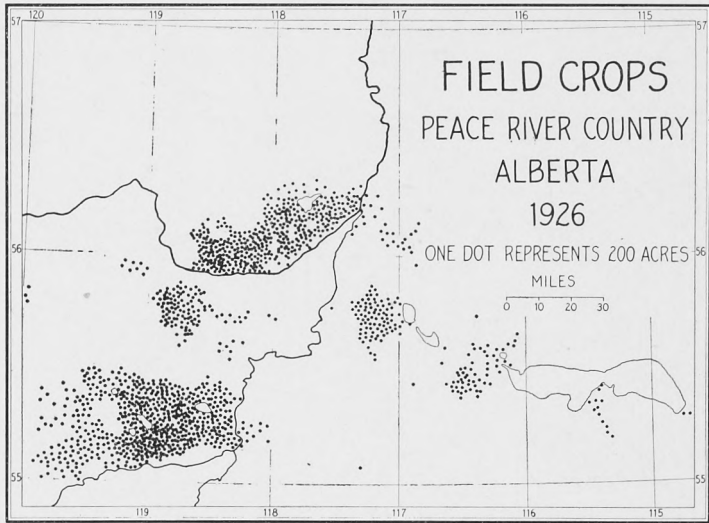 120 119 118 117 116 115
57 57
FIELD CROPS
PEACE RIVER COUNTRY
ALBERTA
1926
56 56
ONE DOT REPRESENTS 200 ACRES
MILES
0 10 20 30
55 55
119 118 117 116 115